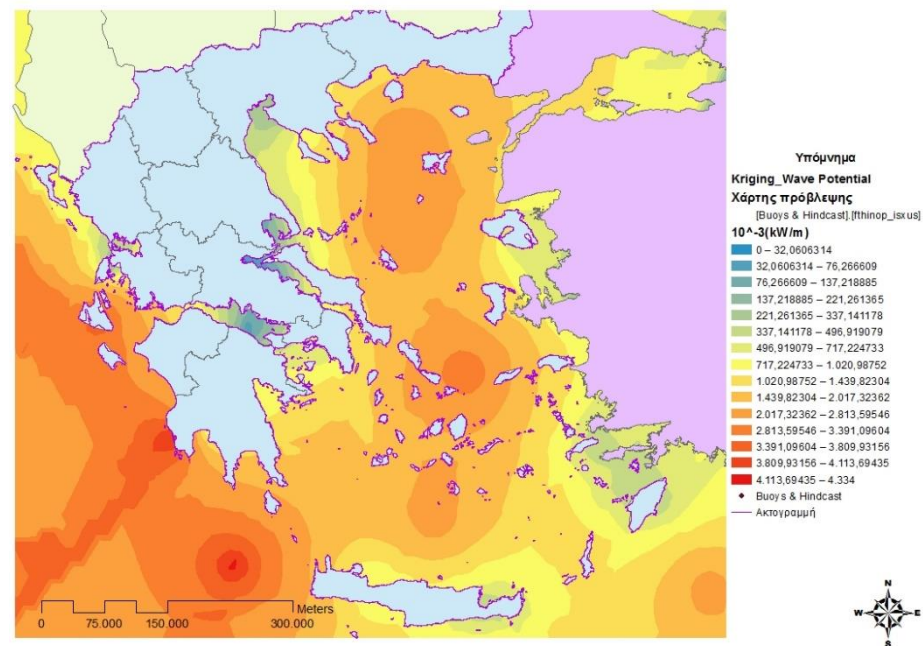 Υπόμνημα
Kriging_Wave Potential
Χάρτης πρόβλεψης
[Buoys & Hindcast].[fthinop_isxus]
10^-3(kW/m)
0 – 32,0606314
32,0606314 – 76,266609
76,266609 – 137,218885
137,218885 – 221,261365
221,261365 – 337,141178
337,141178 – 496,919079
496,919079 – 717,224733
717,224733 – 1.020,98752
1.020,98752 – 1.439,82304
1.439,82304 – 2.017,32362
2.017,32362 – 2.813,59546
2.813,59546 – 3.391,09604
3.391,09604 – 3.809,93156
3.809,93156 – 4.113,69435
4.113,69435 – 4.334
Buoys & Hindcast
Ακτογραμμή
N
W E
S
Meters
0 75.000 150.000 300.000